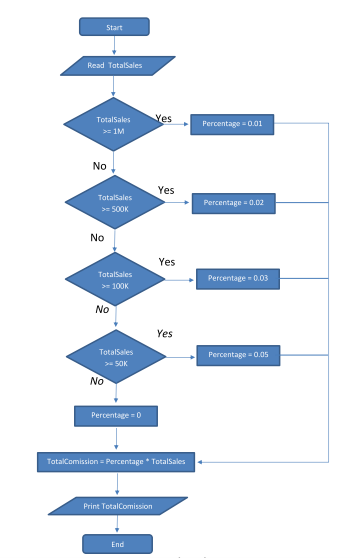 Start
Read TotalSales
TotalSales
>= 1M
Yes
Percentage = 0.01
No
TotalSales
>= 500K
Yes
Percentage = 0.02
No
TotalSales
>= 100K
Yes
Percentage = 0.03
No
TotalSales
>= 50K
Yes
Percentage = 0.05
No
Percentage = 0
TotalComission = Percentage * TotalSales
Print TotalComission
End